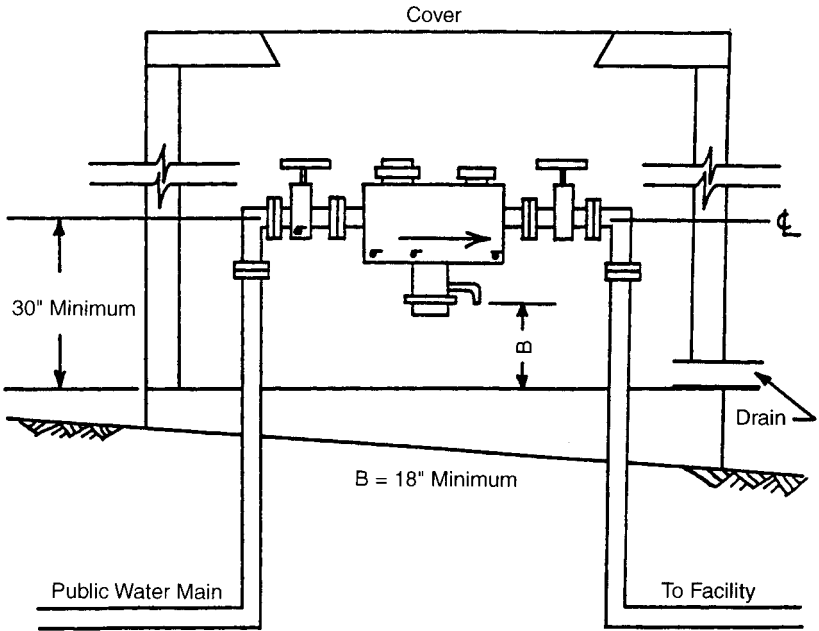 Cover
℄
30" Minimum
B
Drain
B = 18" Minimum
Public Water Main
To Facility